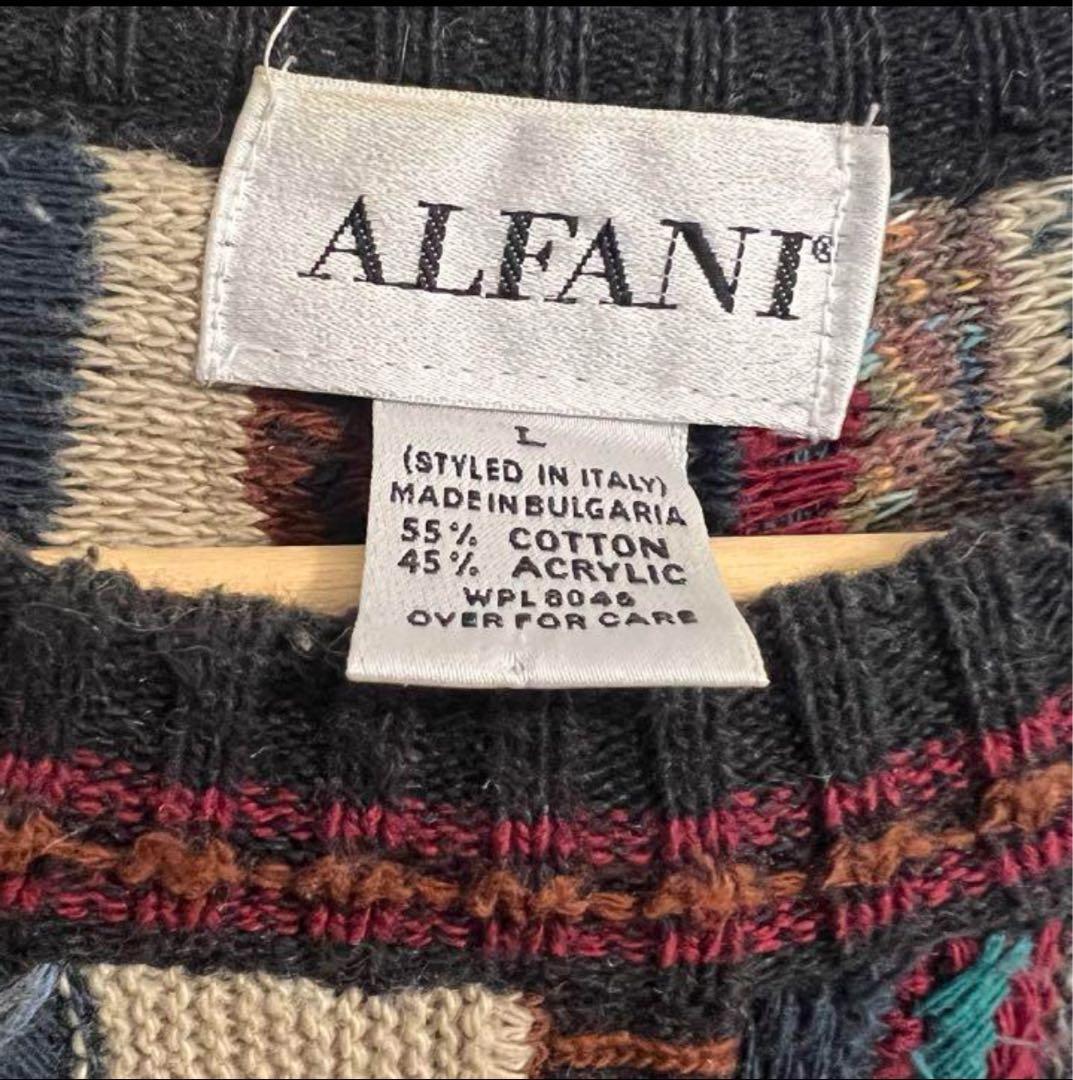 ALFANI®
L
(STYLED IN ITALY)
MADE IN BULGARIA
55% COTTON
45% ACRYLIC
WPL 8046
OVER FOR CARE